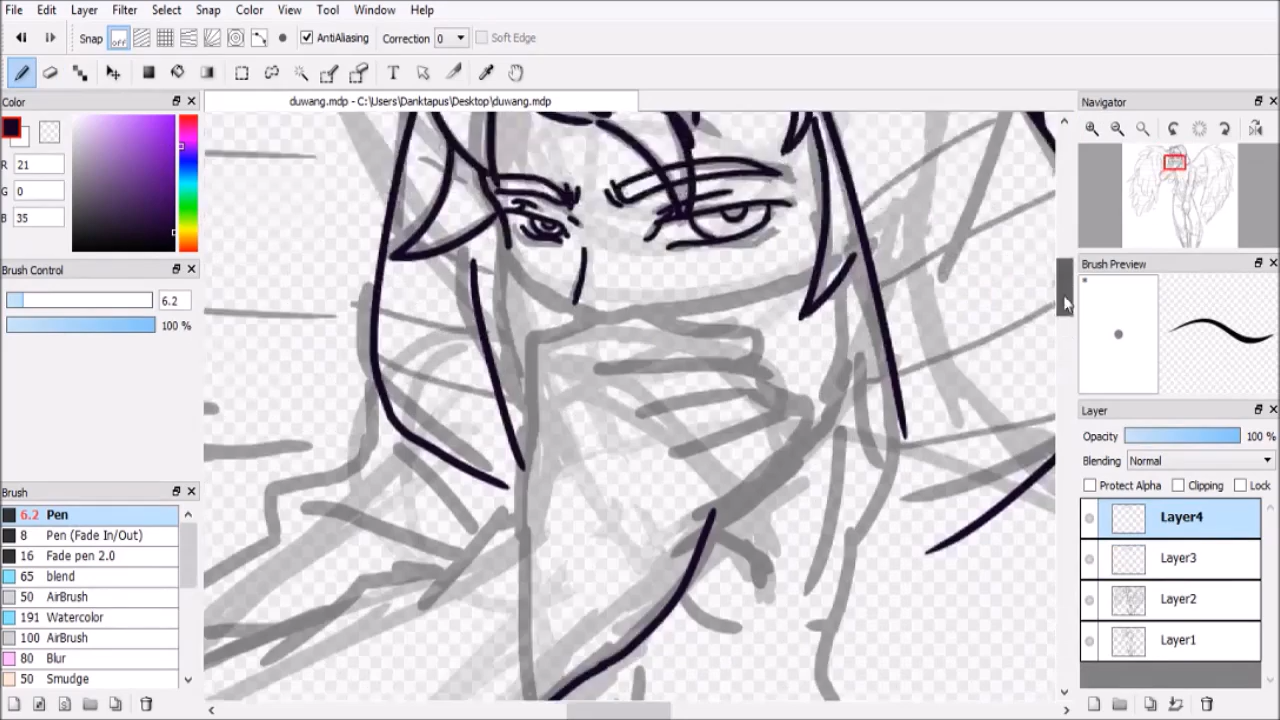 File Edit Layer Filter Select Snap Color View Tool Window Help
Snap off AntiAliasing Correction 0 Soft Edge
T
Color
duwang.mdp - C:\Users\Danktapus\Desktop\duwang.mdp
Navigator
R 21
G 0
B 35
Brush Control
6.2
100 %
Brush Preview
Layer
Opacity 100 %
Blending Normal
Protect Alpha Clipping Lock
Layer4
Layer3
Layer2
Layer1
Brush
6.2 Pen
8 Pen (Fade In/Out)
16 Fade pen 2.0
65 blend
50 AirBrush
191 Watercolor
100 AirBrush
80 Blur
50 Smudge